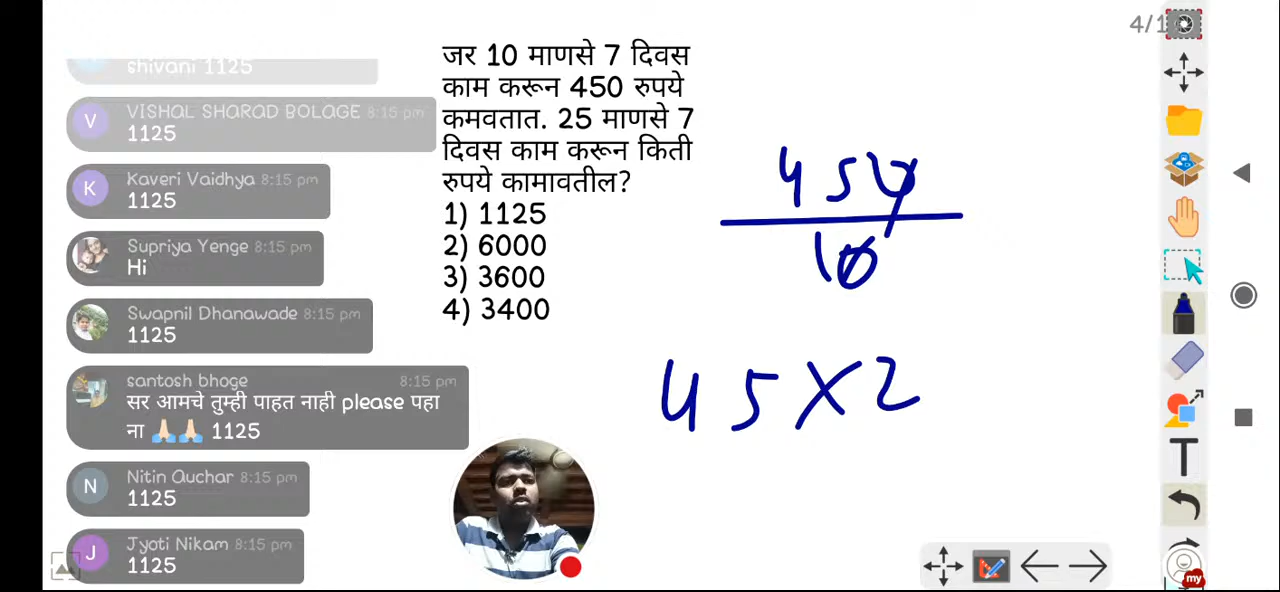 shivani 1125
VISHAL SHARAD BOLAGE 8:15 pm
1125
Kaveri Vaidhya 8:15 pm
1125
Supriya Yenge 8:15 pm
Hi
Swapnil Dhanawade 8:15 pm
1125
santosh bhoge 8:15 pm
सर आमचे तुम्ही पाहत नाही please पहा
ना 🙏🏻 🙏🏻 1125
Nitin Auchar 8:15 pm
1125
Jyoti Nikam 8:15 pm
1125
जर 10 माणसे 7 दिवस
काम करून 450 रुपये
कमवतात. 25 माणसे 7
दिवस काम करून किती
रुपये कामावतील?
1) 1125
2) 6000
3) 3600
4) 3400
450
10
45 X 2
4/1
V
K
N
J
T
my